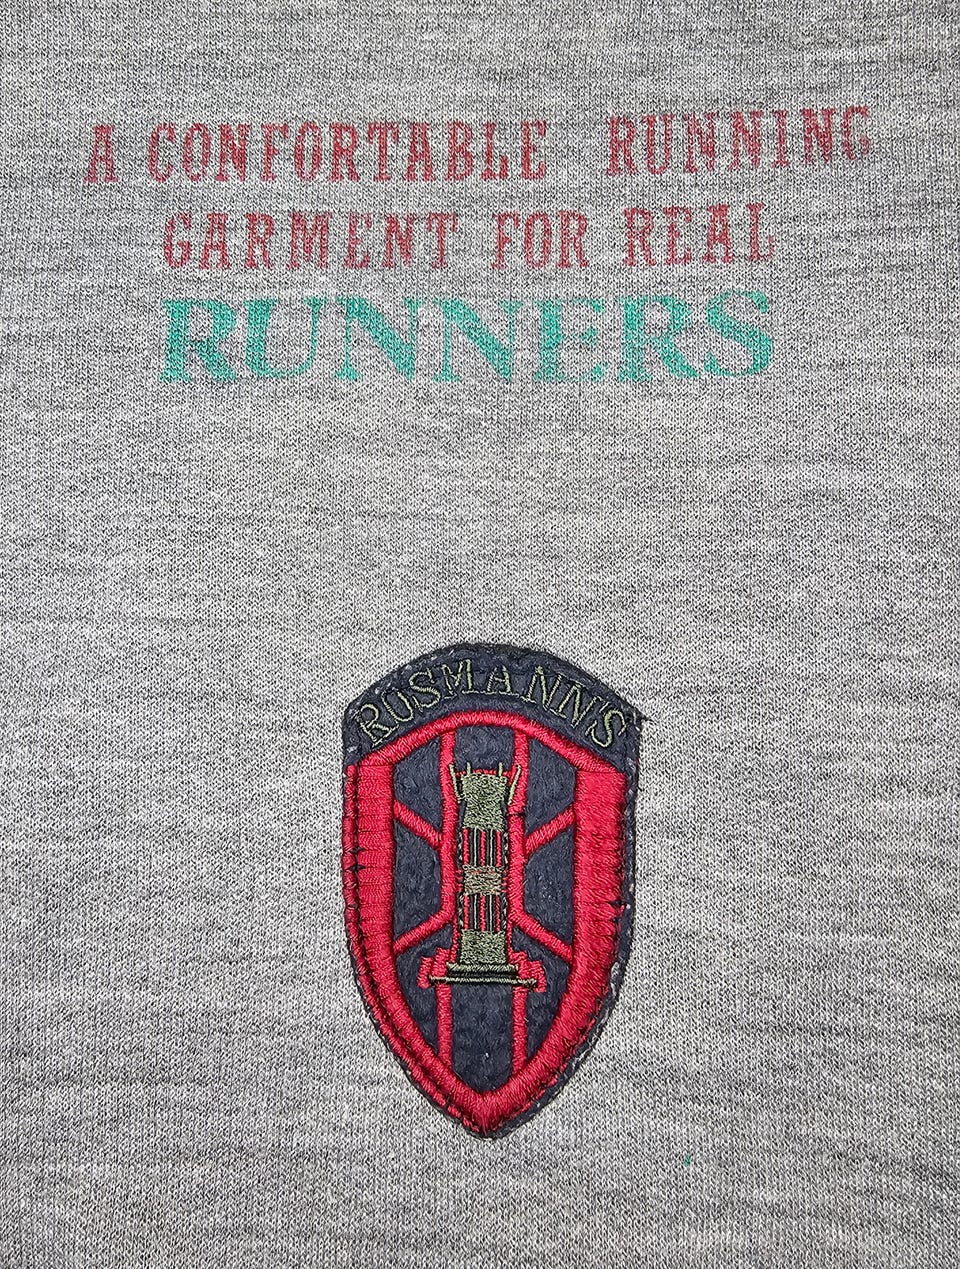 A CONFORTABLE RUNNING
GARMENT FOR REAL
RUNNERS
ROSMANN'S